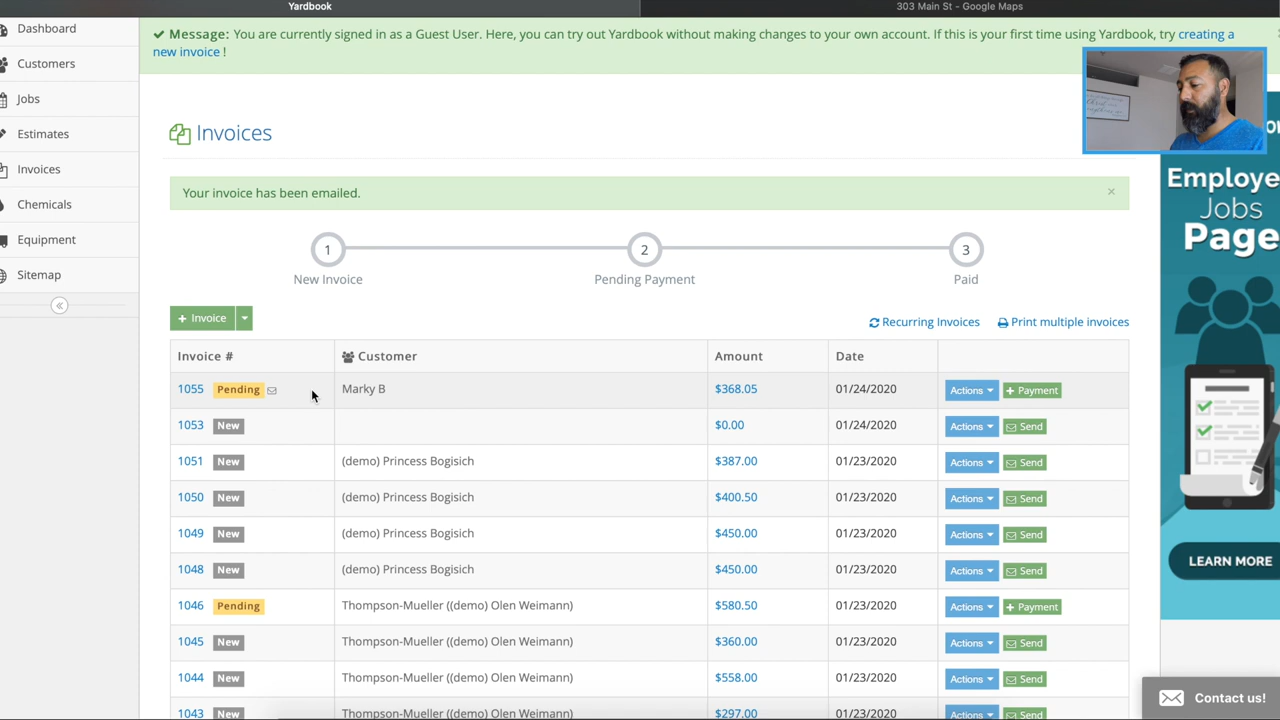 Yardbook
303 Main St - Google Maps
Dashboard
Customers
Jobs
Estimates
Invoices
Chemicals
Equipment
Sitemap
Message: You are currently signed in as a Guest User. Here, you can try out Yardbook without making changes to your own account. If this is your first time using Yardbook, try creating a
new invoice !
Invoices
Your invoice has been emailed. ×
1 2 3
New Invoice Pending Payment Paid
+ Invoice Recurring Invoices Print multiple invoices
Invoice # Customer Amount Date
1055 Pending Marky B $368.05 01/24/2020 Actions + Payment
1053 New $0.00 01/24/2020 Actions Send
1051 New (demo) Princess Bogisich $387.00 01/23/2020 Actions Send
1050 New (demo) Princess Bogisich $400.50 01/23/2020 Actions Send
1049 New (demo) Princess Bogisich $450.00 01/23/2020 Actions Send
1048 New (demo) Princess Bogisich $450.00 01/23/2020 Actions Send
1046 Pending Thompson-Mueller ((demo) Olen Weimann) $580.50 01/23/2020 Actions + Payment
1045 New Thompson-Mueller ((demo) Olen Weimann) $360.00 01/23/2020 Actions Send
1044 New Thompson-Mueller ((demo) Olen Weimann) $558.00 01/23/2020 Actions Send
1043 New Thompson-Mueller ((demo) Olen Weimann) $297.00 01/23/2020 Actions Send
Employe
Jobs
Page
LEARN MORE
Contact us!